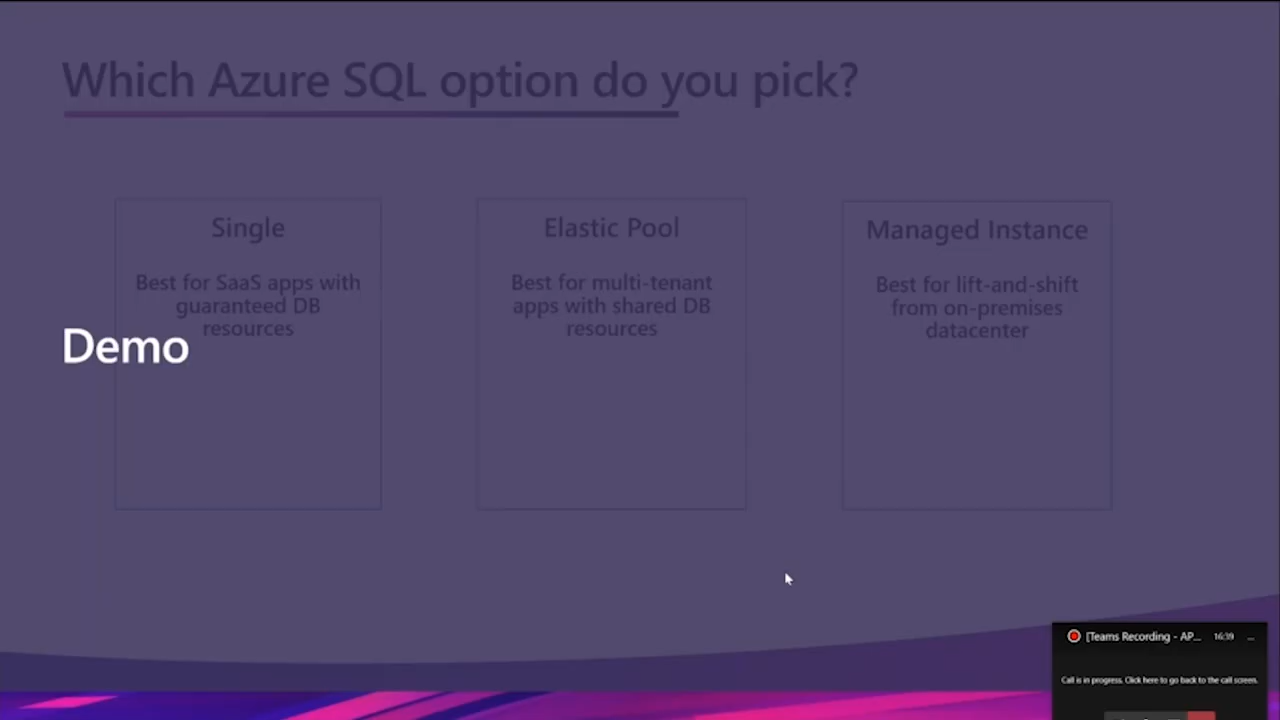 Which Azure SQL option do you pick?
Single
Best for SaaS apps with
guaranteed DB
resources
Elastic Pool
Best for multi-tenant
apps with shared DB
resources
Managed Instance
Best for lift-and-shift
from on-premises
datacenter
Demo
[Teams Recording - AP... 16:39 ...
Call is in progress. Click here to go back to the call screen.